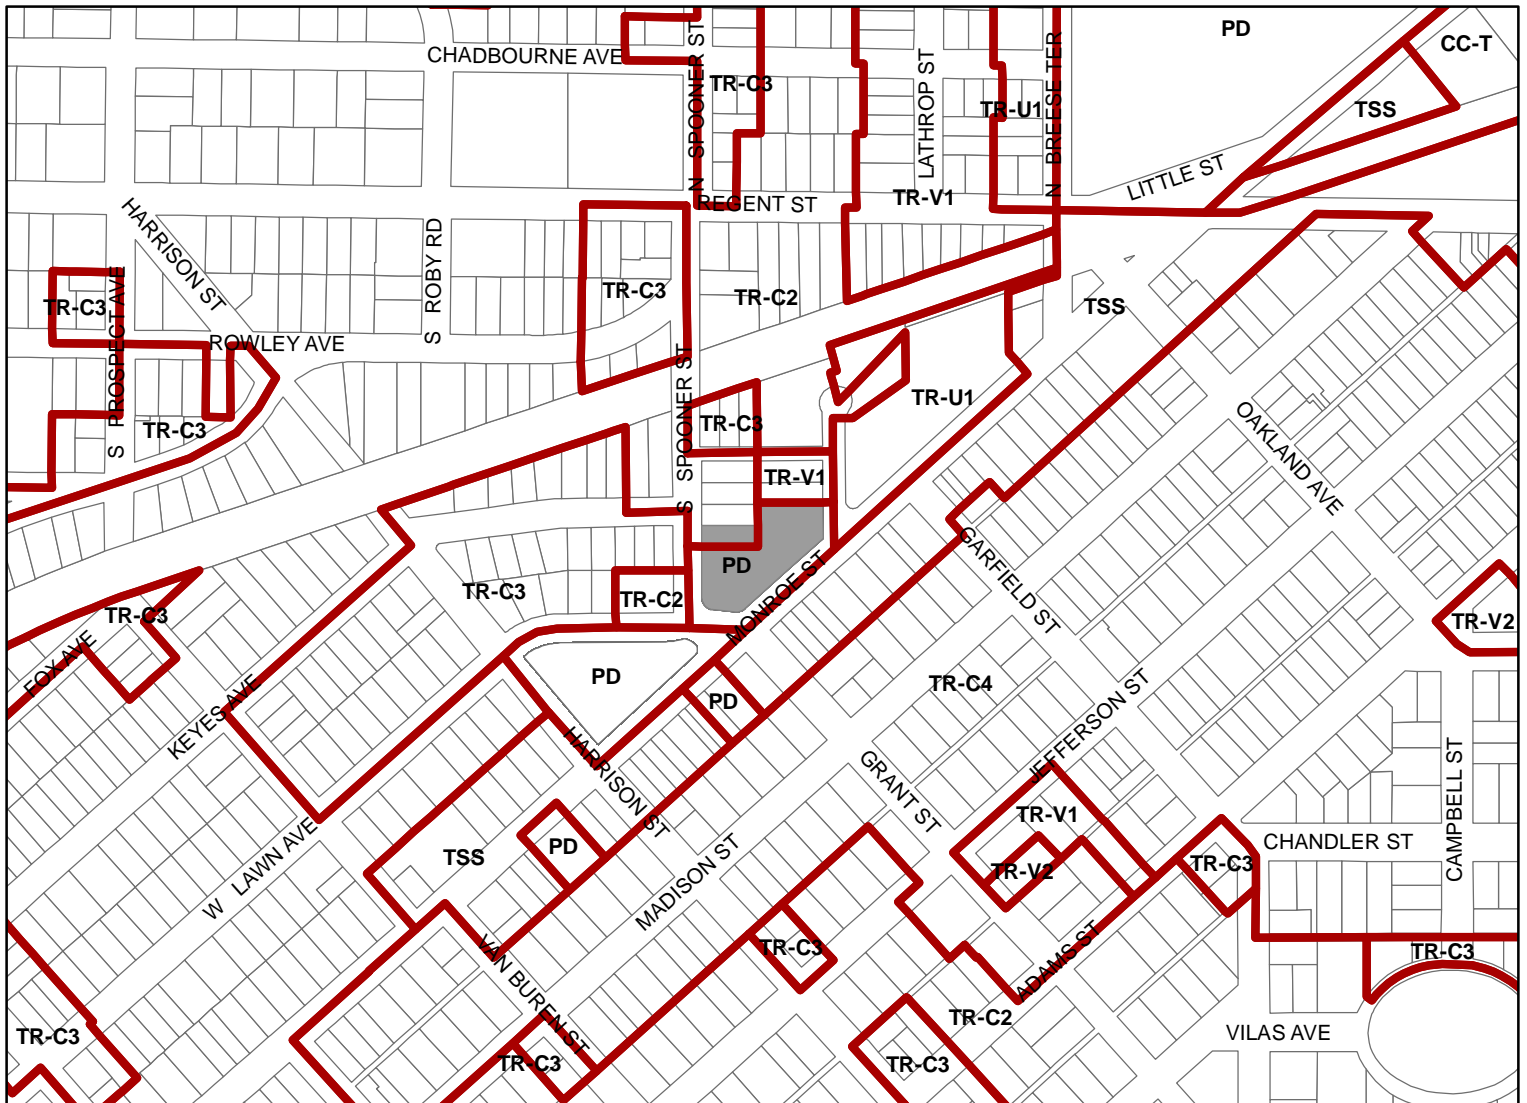 PD
CC-T
CHADBOURNE AVE
N SPOONER ST
TR-C3
LATHROP ST
TR-U1
N BREESE TER
TSS
LITTLE ST
TR-V1
REGENT ST
HARRISON ST
S ROBY RD
TR-C3
TR-C3
TR-C2
TSS
S PROSPECT AVE
ROWLEY AVE
S SPOONER ST
TR-U1
OAKLAND AVE
TR-C3
TR-C3
TR-V1
GARFIELD ST
PD
MONROE ST
TR-C3
TR-C2
TR-C3
TR-V2
FOX AVE
PD
TR-C4
PD
KEYES AVE
JEFFERSON ST
HARRISON ST
GRANT ST
CAMPBELL ST
TR-V1
CHANDLER ST
PD
TSS
W LAWN AVE
MADISON ST
TR-V2
TR-C3
TR-C3
TR-C3
ADAMS ST
VAN BUREN ST
TR-C2
VILAS AVE
TR-C3
TR-C3
TR-C3